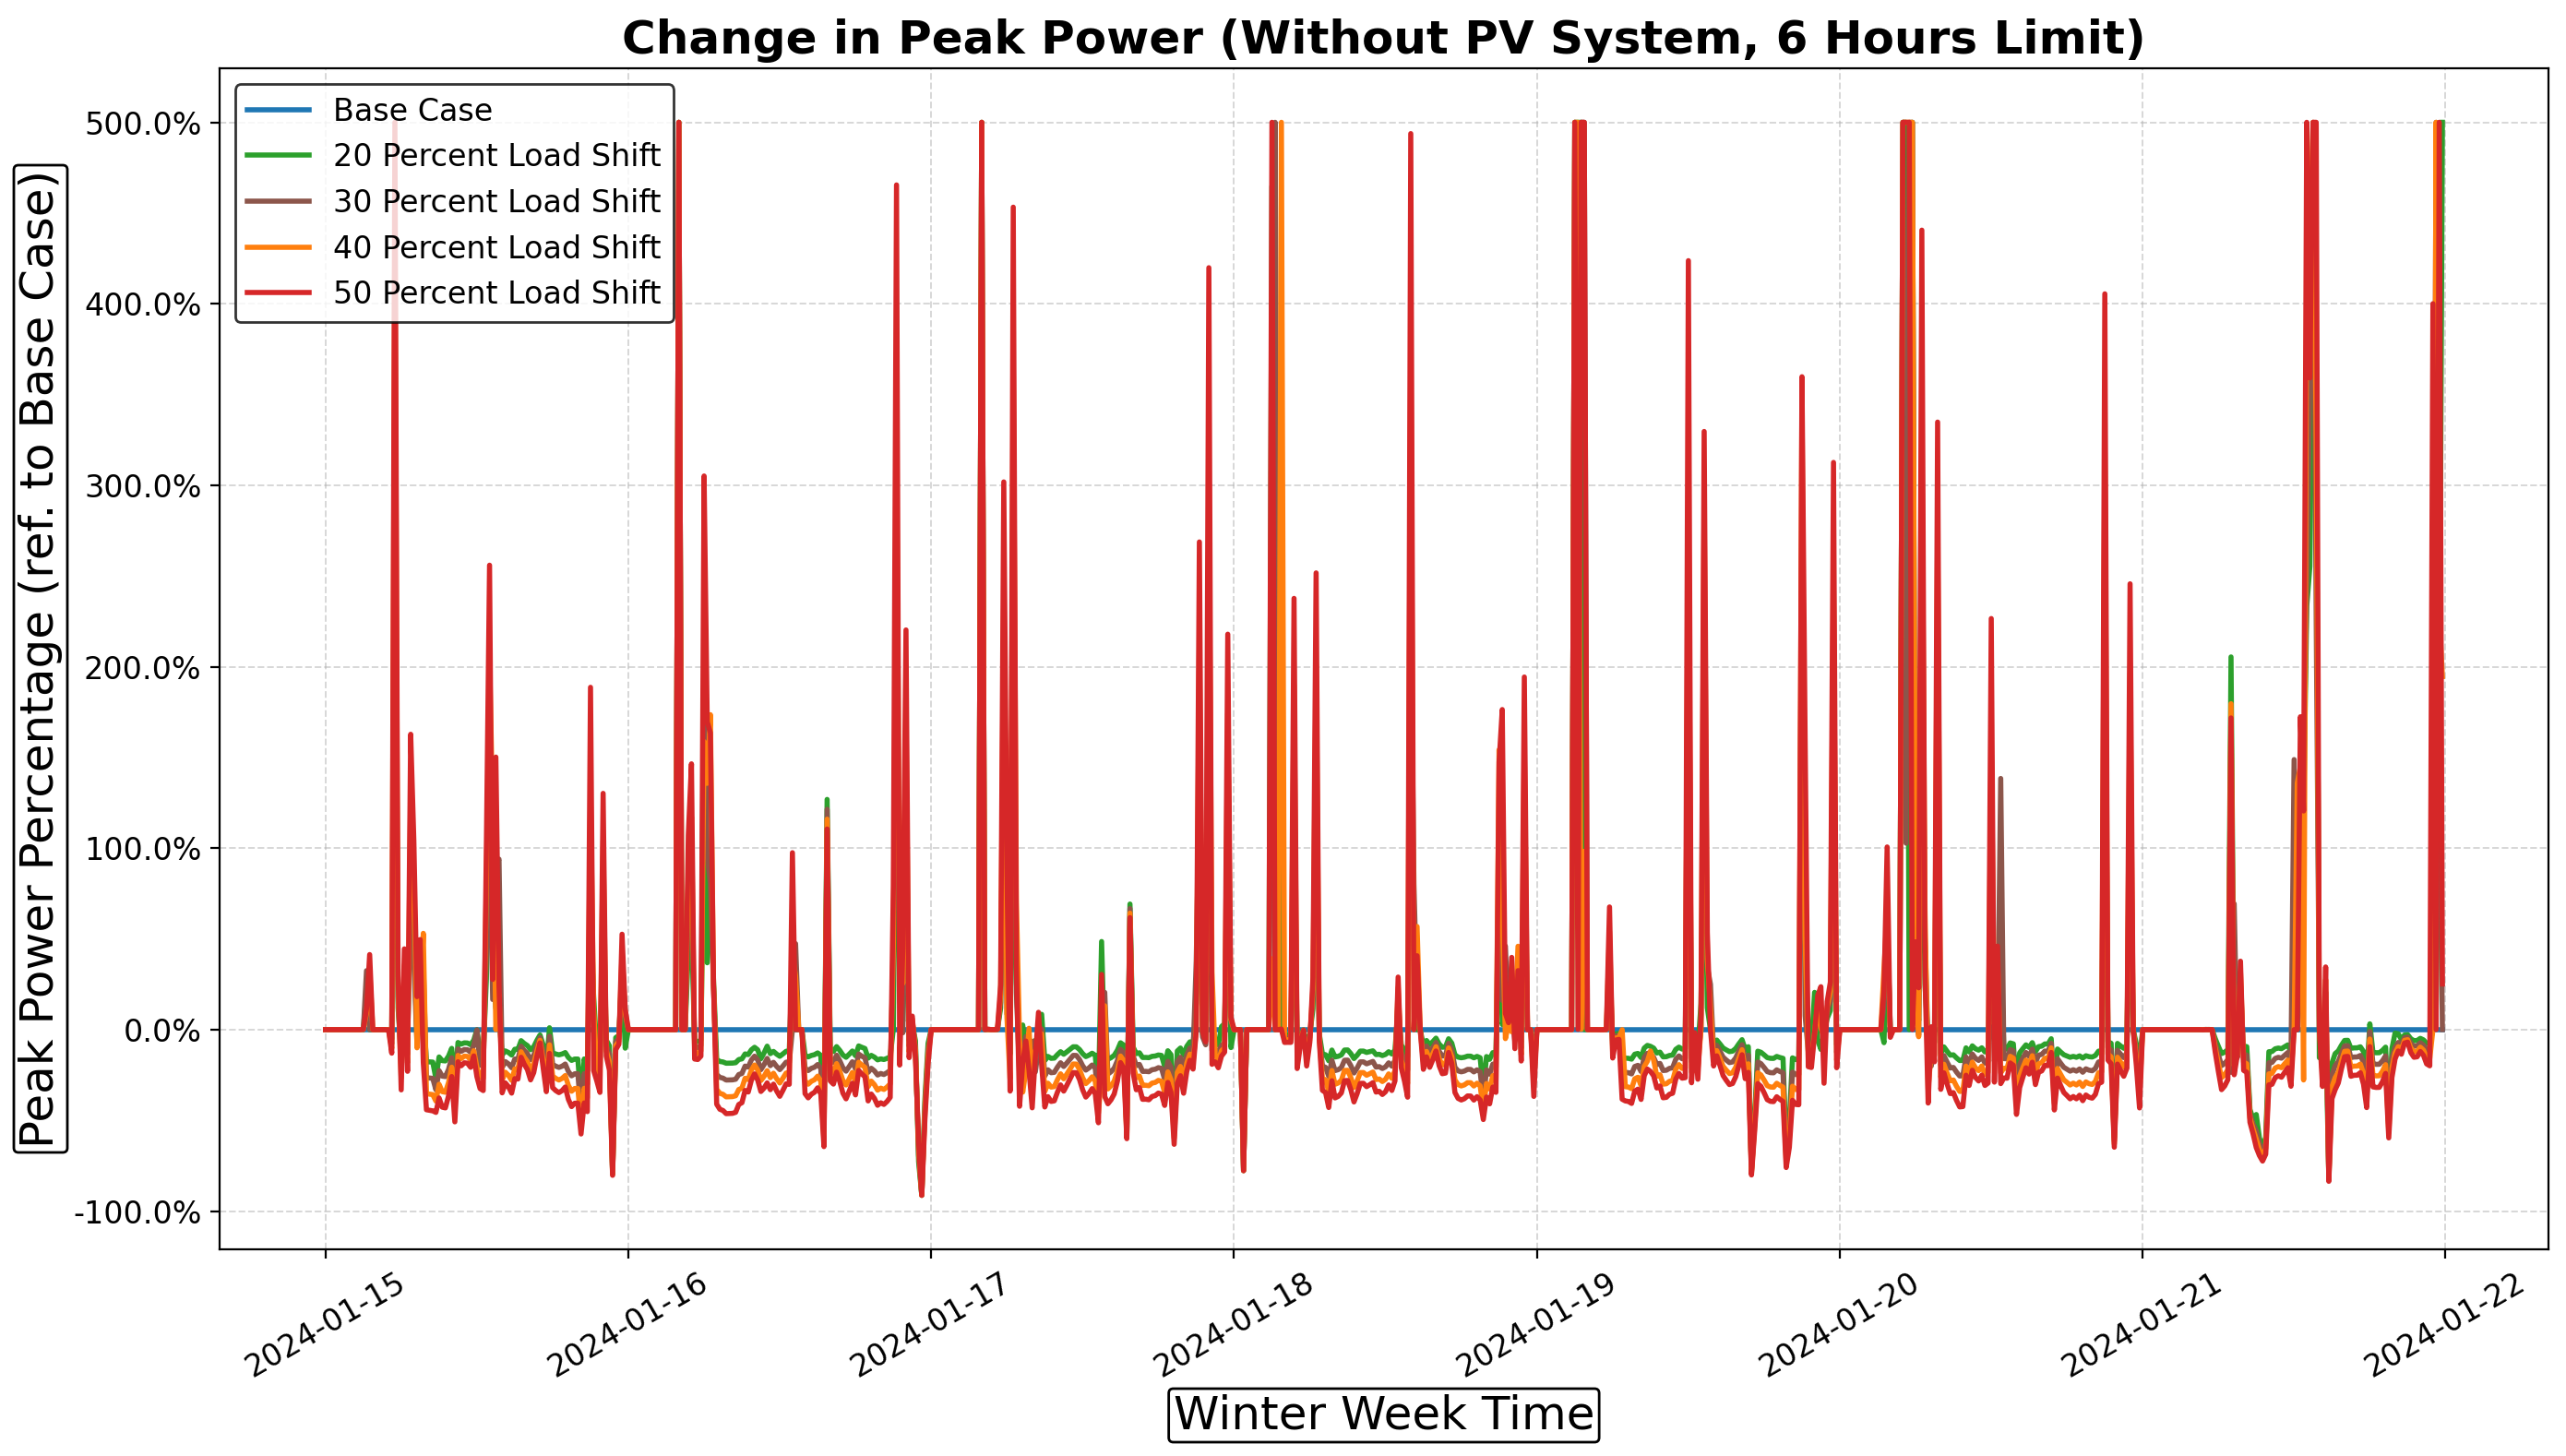 Change in Peak Power (Without PV System, 6 Hours Limit)
Peak Power Percentage (ref. to Base Case)
500.0%
400.0%
300.0%
200.0%
100.0%
0.0%
-100.0%
Base Case
20 Percent Load Shift
30 Percent Load Shift
40 Percent Load Shift
50 Percent Load Shift
2024-01-15
2024-01-16
2024-01-17
2024-01-18
2024-01-19
2024-01-20
2024-01-21
2024-01-22
Winter Week Time